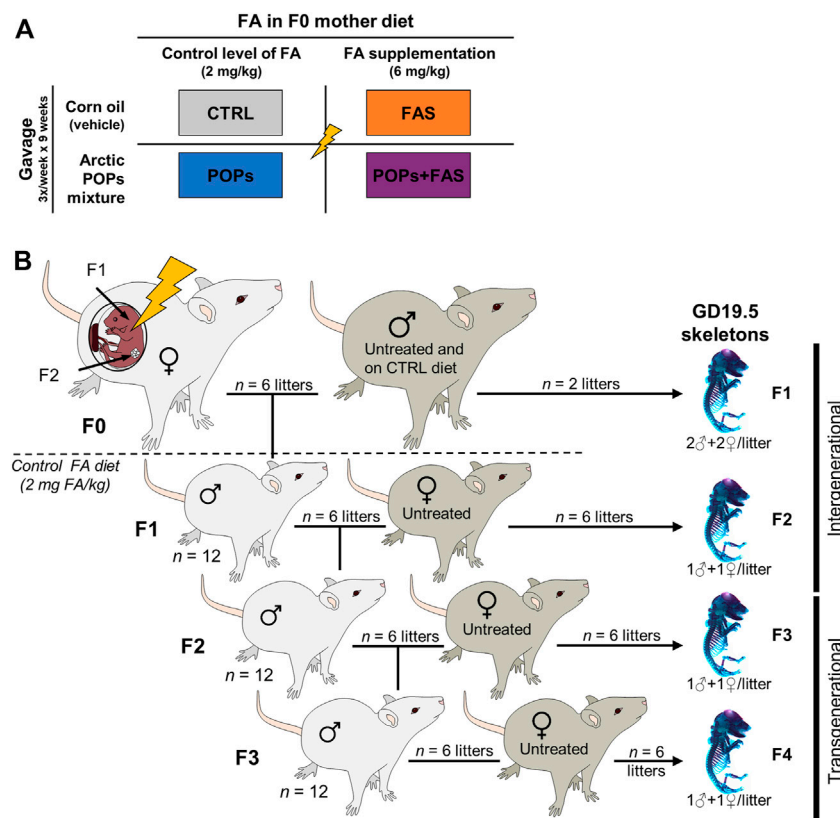 A
FA in F0 mother diet
Control level of FA
(2 mg/kg)
FA supplementation
(6 mg/kg)
Gavage
3x/week x 9 weeks
Corn oil
(vehicle)
CTRL
FAS
Arctic
POPs
mixture
POPs
POPs+FAS
B
F1
F2
♀
F0
n = 6 litters
♂
Untreated and
on CTRL diet
n = 2 litters
GD19.5
skeletons
F1
2♂+2♀/litter
Control FA diet
(2 mg FA/kg)
F1
♂
n = 12
n = 6 litters
♀
Untreated
n = 6 litters
F2
1♂+1♀/litter
Intergenerational
F2
♂
n = 12
n = 6 litters
♀
Untreated
n = 6 litters
F3
1♂+1♀/litter
F3
♂
n = 12
n = 6 litters
♀
Untreated
n = 6
litters
F4
1♂+1♀/litter
Transgenerational